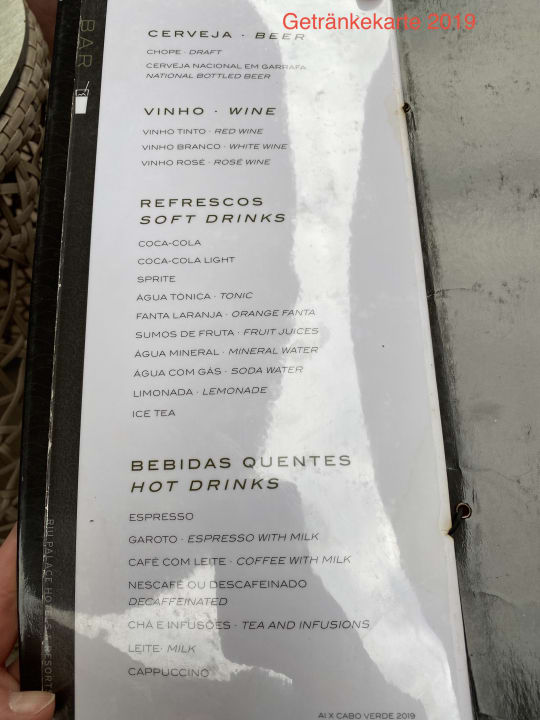 Getränkekarte 2019
BAR
CERVEJA · BEER
CHOPE · DRAFT
CERVEJA NACIONAL EM GARRAFA
NATIONAL BOTTLED BEER
VINHO · WINE
VINHO TINTO · RED WINE
VINHO BRANCO · WHITE WINE
VINHO ROSÉ · ROSÉ WINE
REFRESCOS
SOFT DRINKS
COCA-COLA
COCA-COLA LIGHT
SPRITE
ÁGUA TÓNICA · TONIC
FANTA LARANJA · ORANGE FANTA
SUMOS DE FRUTA · FRUIT JUICES
ÁGUA MINERAL · MINERAL WATER
ÁGUA COM GÁS · SODA WATER
LIMONADA · LEMONADE
ICE TEA
BEBIDAS QUENTES
HOT DRINKS
ESPRESSO
GAROTO · ESPRESSO WITH MILK
CAFÉ COM LEITE · COFFEE WITH MILK
NESCAFÉ OU DESCAFEINADO
DECAFFEINATED
CHÁ E INFUSÕES · TEA AND INFUSIONS
LEITE · MILK
CAPPUCCINO
RIU PALACE HOTELS & RESORTS
AI X CABO VERDE 2019